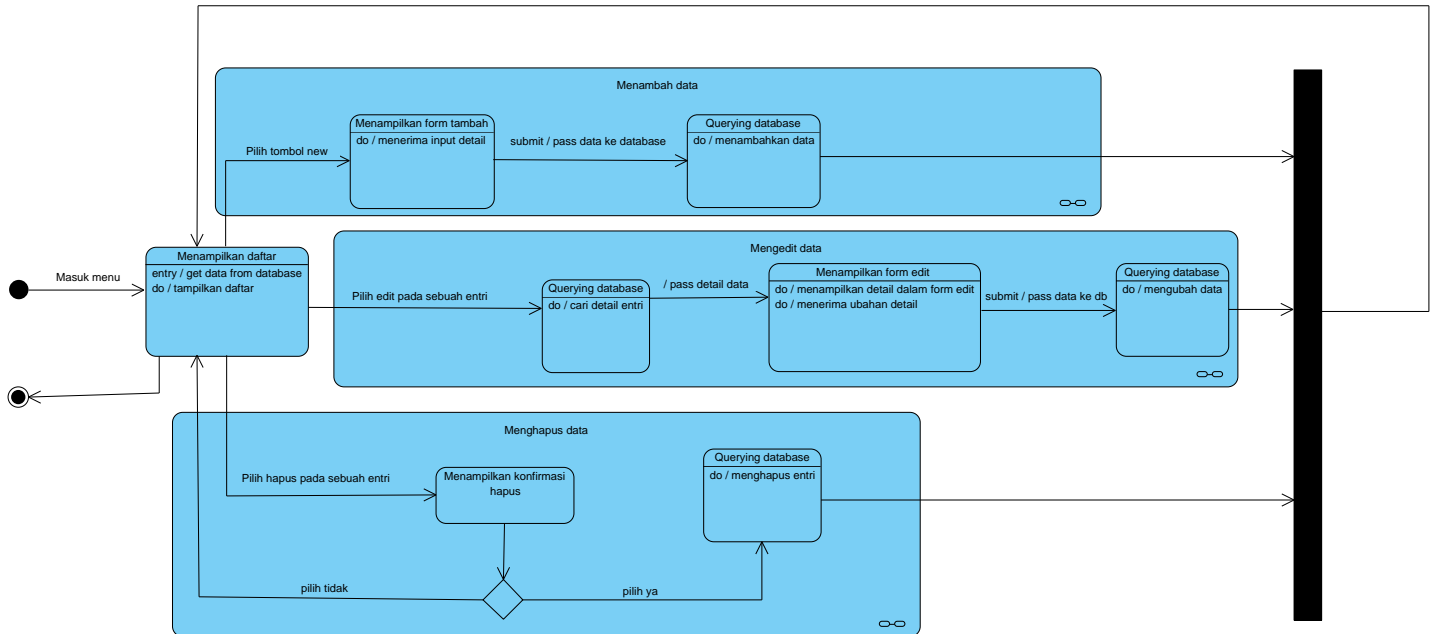 Menambah data
Menampilkan form tambah
do / menerima input detail
Pilih tombol new
submit / pass data ke database
Querying database
do / menambahkan data
Masuk menu
Menampilkan daftar
entry / get data from database
do / tampilkan daftar
Mengedit data
Pilih edit pada sebuah entri
Querying database
do / cari detail entri
/ pass detail data
Menampilkan form edit
do / menampilkan detail dalam form edit
do / menerima ubahan detail
submit / pass data ke db
Querying database
do / mengubah data
Menghapus data
Pilih hapus pada sebuah entri
Menampilkan konfirmasi
hapus
Querying database
do / menghapus entri
pilih tidak
pilih ya